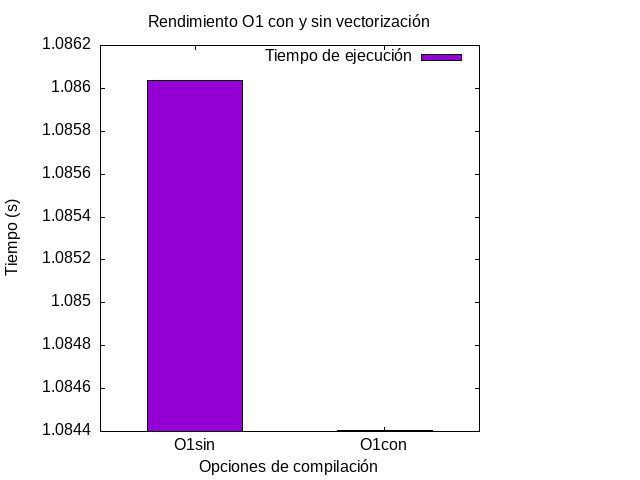 Rendimiento O1 con y sin vectorización
Tiempo de ejecución
1.0862
1.086
1.0858
1.0856
1.0854
1.0852
1.085
1.0848
1.0846
1.0844
Tiempo (s)
O1sin
O1con
Opciones de compilación